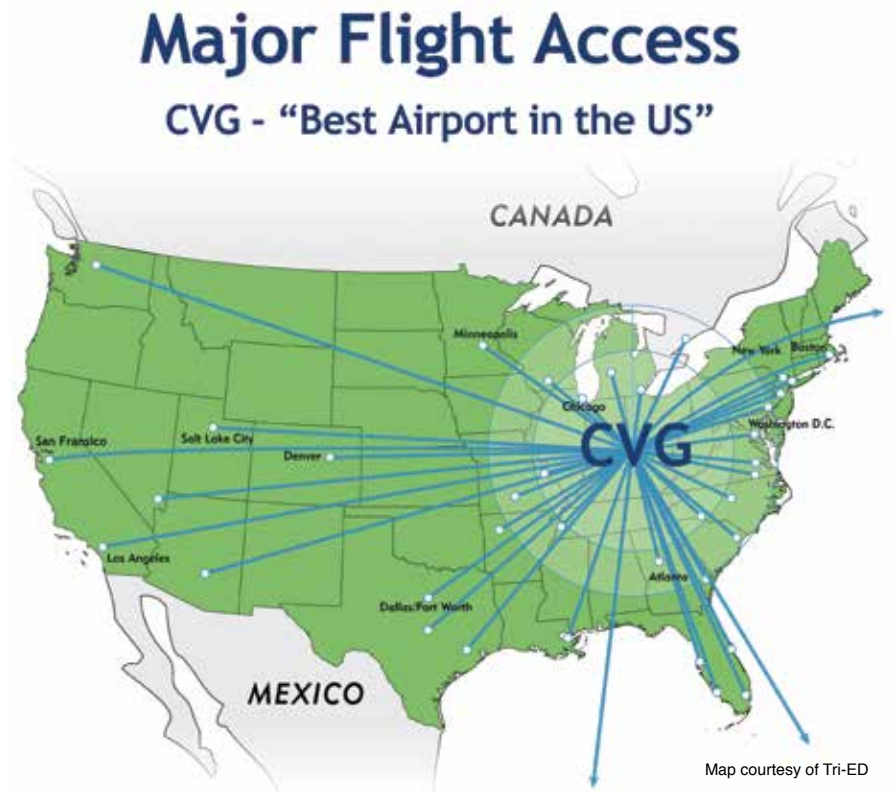 Major Flight Access
CVG - “Best Airport in the US”
CANADA
Minneapolis
New York
Boston
Chicago
Washington D.C.
CVG
San Fransico
Salt Lake City
Denver
Los Angeles
Atlanta
Dallas/Fort Worth
MEXICO
Map courtesy of Tri-ED